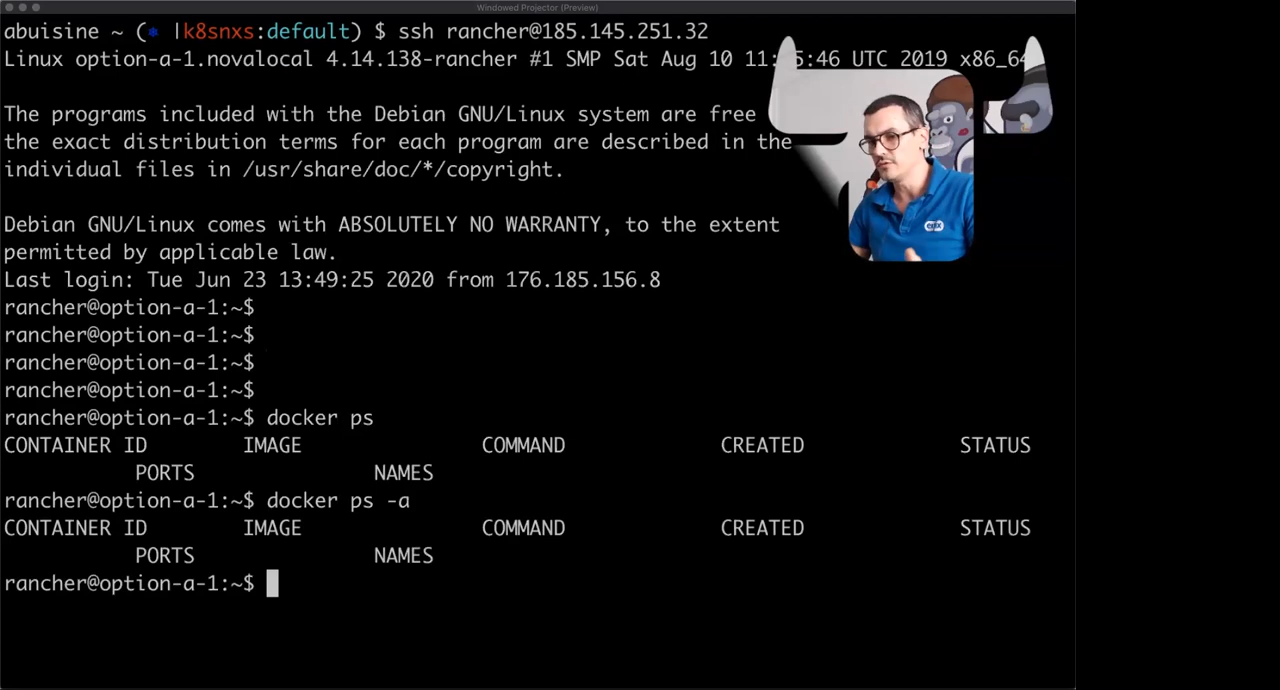 Windowed Projector (Preview)
abuisine ~ (* |k8snxs:default) $ ssh rancher@185.145.251.32
Linux option-a-1.novalocal 4.14.138-rancher #1 SMP Sat Aug 10 11: 5:46 UTC 2019 x86_64
The programs included with the Debian GNU/Linux system are free
the exact distribution terms for each program are described in the
individual files in /usr/share/doc/*/copyright.
Debian GNU/Linux comes with ABSOLUTELY NO WARRANTY, to the extent
permitted by applicable law.
Last login: Tue Jun 23 13:49:25 2020 from 176.185.156.8
rancher@option-a-1:~$
rancher@option-a-1:~$
rancher@option-a-1:~$
rancher@option-a-1:~$
rancher@option-a-1:~$ docker ps
CONTAINER ID IMAGE COMMAND CREATED STATUS
PORTS NAMES
rancher@option-a-1:~$ docker ps -a
CONTAINER ID IMAGE COMMAND CREATED STATUS
PORTS NAMES
rancher@option-a-1:~$